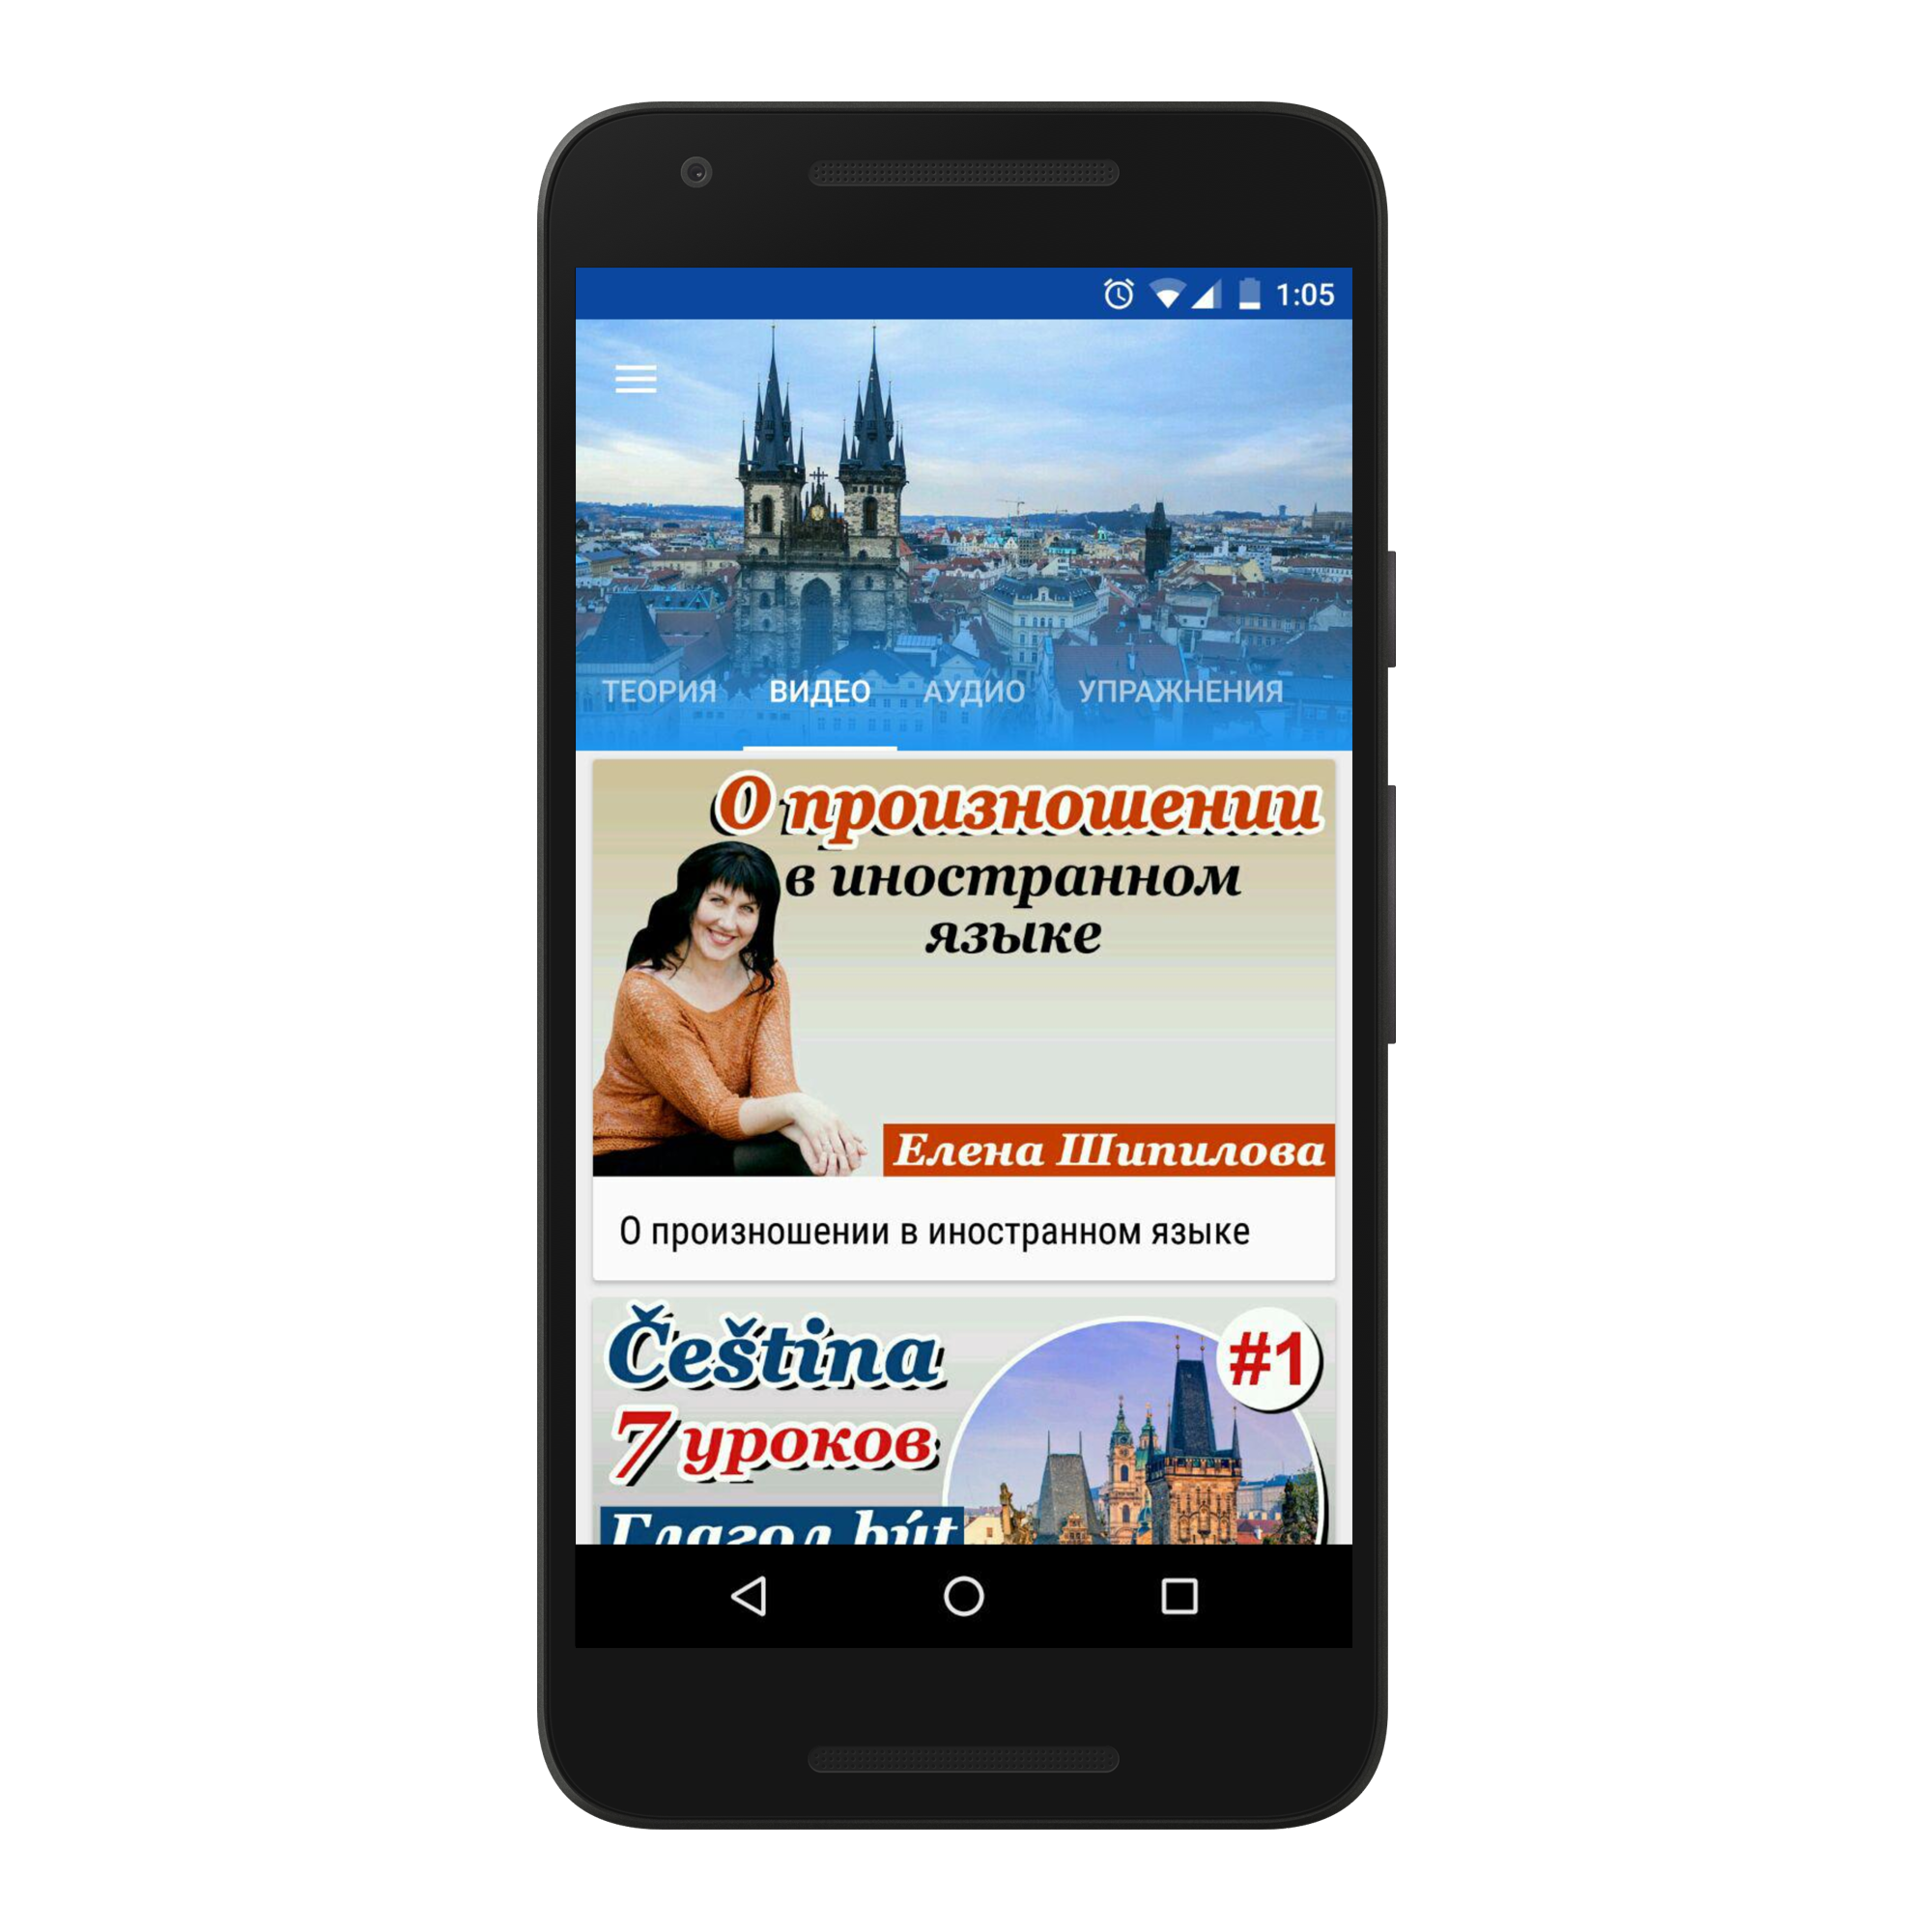 1:05
ТЕОРИЯ ВИДЕО АУДИО УПРАЖНЕНИЯ
О произношении
в иностранном
языке
Елена Шипилова
О произношении в иностранном языке
Čeština
#1
7 уроков
Глагол být